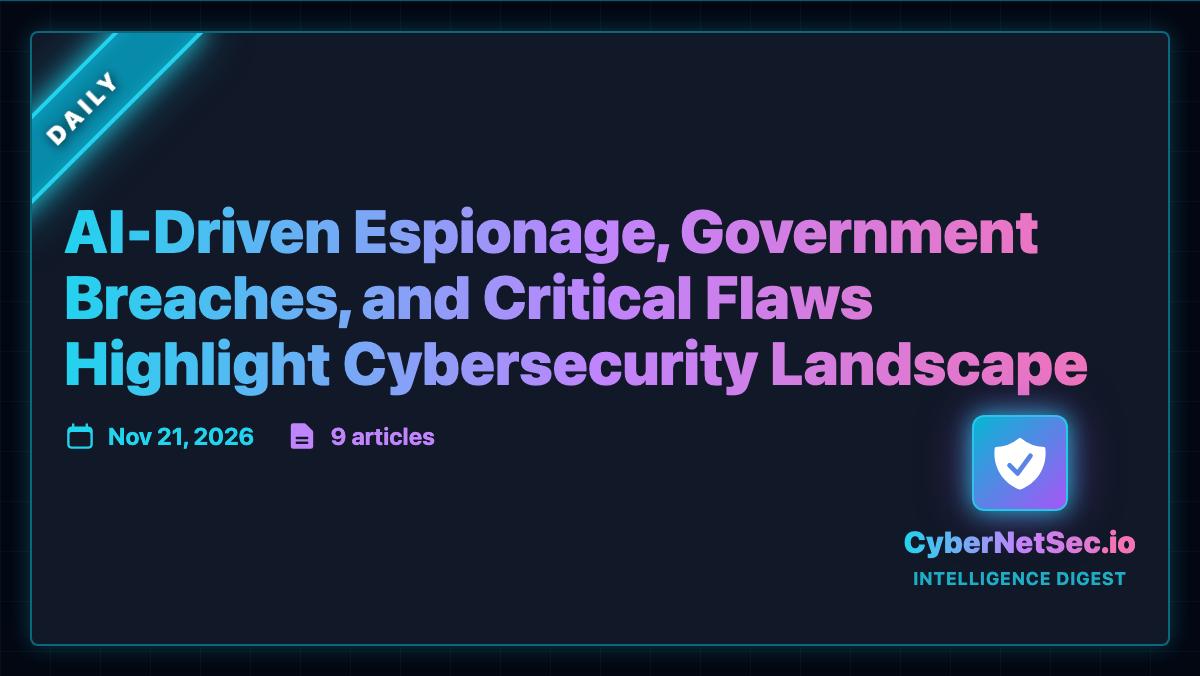 DAILY
AI-Driven Espionage, Government
Breaches, and Critical Flaws
Highlight Cybersecurity Landscape
Nov 21, 2026
9 articles
CyberNetSec.io
INTELLIGENCE DIGEST